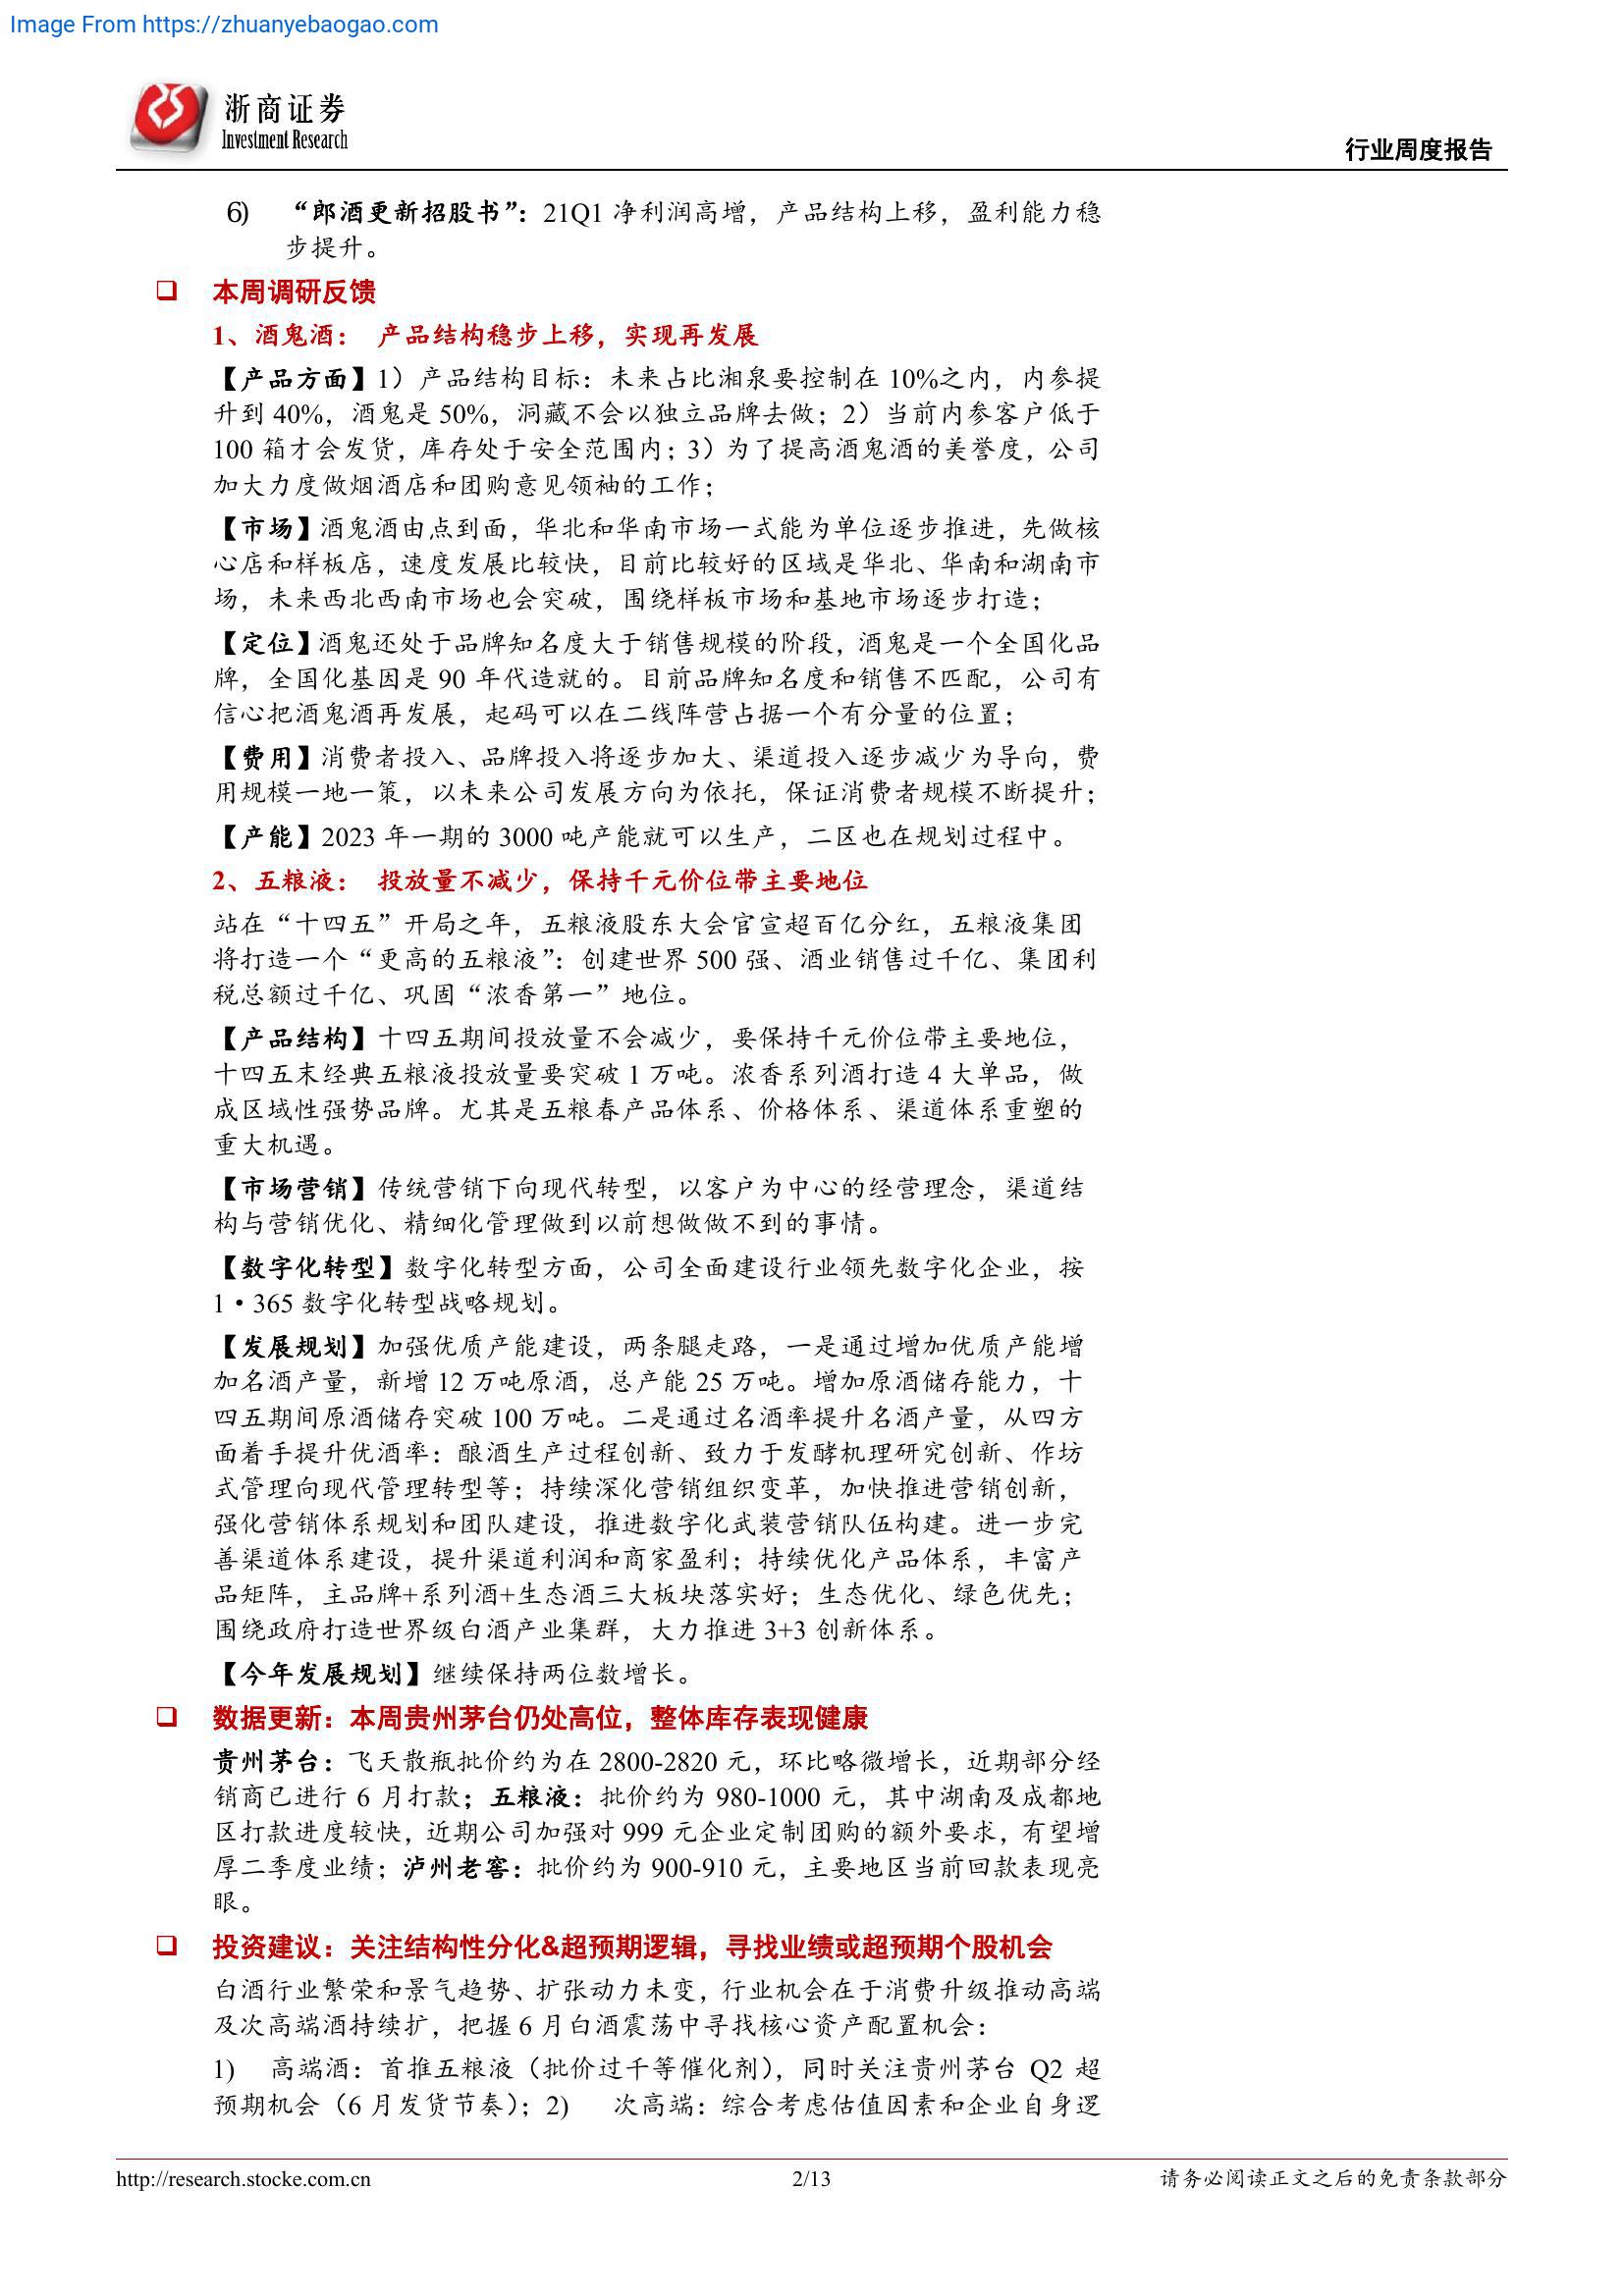 Image From https://zhuanyebaogao.com
浙商证券
Investment Research
行业周度报告
6) “郎酒更新招股书”：21Q1 净利润高增，产品结构上移，盈利能力稳
步提升。
❑ 本周调研反馈
1、酒鬼酒： 产品结构稳步上移，实现再发展
【产品方面】1）产品结构目标：未来占比湘泉要控制在 10%之内，内参提
升到 40%，酒鬼是 50%，洞藏不会以独立品牌去做；2）当前内参客户低于
100 箱才会发货，库存处于安全范围内；3）为了提高酒鬼酒的美誉度，公司
加大力度做烟酒店和团购意见领袖的工作；
【市场】酒鬼酒由点到面，华北和华南市场一式能为单位逐步推进，先做核
心店和样板店，速度发展比较快，目前比较好的区域是华北、华南和湖南市
场，未来西北西南市场也会突破，围绕样板市场和基地市场逐步打造；
【定位】酒鬼还处于品牌知名度大于销售规模的阶段，酒鬼是一个全国化品
牌，全国化基因是 90 年代造就的。目前品牌知名度和销售不匹配，公司有
信心把酒鬼酒再发展，起码可以在二线阵营占据一个有分量的位置；
【费用】消费者投入、品牌投入将逐步加大、渠道投入逐步减少为导向，费
用规模一地一策，以未来公司发展方向为依托，保证消费者规模不断提升；
【产能】2023 年一期的 3000 吨产能就可以生产，二区也在规划过程中。
2、五粮液： 投放量不减少，保持千元价位带主要地位
站在“十四五”开局之年，五粮液股东大会官宣超百亿分红，五粮液集团
将打造一个“更高的五粮液”：创建世界 500 强、酒业销售过千亿、集团利
税总额过千亿、巩固“浓香第一”地位。
【产品结构】十四五期间投放量不会减少，要保持千元价位带主要地位，
十四五末经典五粮液投放量要突破 1 万吨。浓香系列酒打造 4 大单品，做
成区域性强势品牌。尤其是五粮春产品体系、价格体系、渠道体系重塑的
重大机遇。
【市场营销】传统营销下向现代转型，以客户为中心的经营理念，渠道结
构与营销优化、精细化管理做到以前想做做不到的事情。
【数字化转型】数字化转型方面，公司全面建设行业领先数字化企业，按
1·365 数字化转型战略规划。
【发展规划】加强优质产能建设，两条腿走路，一是通过增加优质产能增
加名酒产量，新增 12 万吨原酒，总产能 25 万吨。增加原酒储存能力，十
四五期间原酒储存突破 100 万吨。二是通过名酒率提升名酒产量，从四方
面着手提升优酒率：酿酒生产过程创新、致力于发酵机理研究创新、作坊
式管理向现代管理转型等；持续深化营销组织变革，加快推进营销创新，
强化营销体系规划和团队建设，推进数字化武装营销队伍构建。进一步完
善渠道体系建设，提升渠道利润和商家盈利；持续优化产品体系，丰富产
品矩阵，主品牌+系列酒+生态酒三大板块落实好；生态优化、绿色优先；
围绕政府打造世界级白酒产业集群，大力推进 3+3 创新体系。
【今年发展规划】继续保持两位数增长。
❑ 数据更新：本周贵州茅台仍处高位，整体库存表现健康
贵州茅台：飞天散瓶批价约为在 2800-2820 元，环比略微增长，近期部分经
销商已进行 6 月打款；五粮液：批价约为 980-1000 元，其中湖南及成都地
区打款进度较快，近期公司加强对 999 元企业定制团购的额外要求，有望增
厚二季度业绩；泸州老窖：批价约为 900-910 元，主要地区当前回款表现亮
眼。
❑ 投资建议：关注结构性分化&超预期逻辑，寻找业绩或超预期个股机会
白酒行业繁荣和景气趋势、扩张动力未变，行业机会在于消费升级推动高端
及次高端酒持续扩，把握 6 月白酒震荡中寻找核心资产配置机会：
1) 高端酒：首推五粮液（批价过千等催化剂），同时关注贵州茅台 Q2 超
预期机会（6 月发货节奏）；2) 次高端：综合考虑估值因素和企业自身逻
http://research.stocke.com.cn
2/13
请务必阅读正文之后的免责条款部分